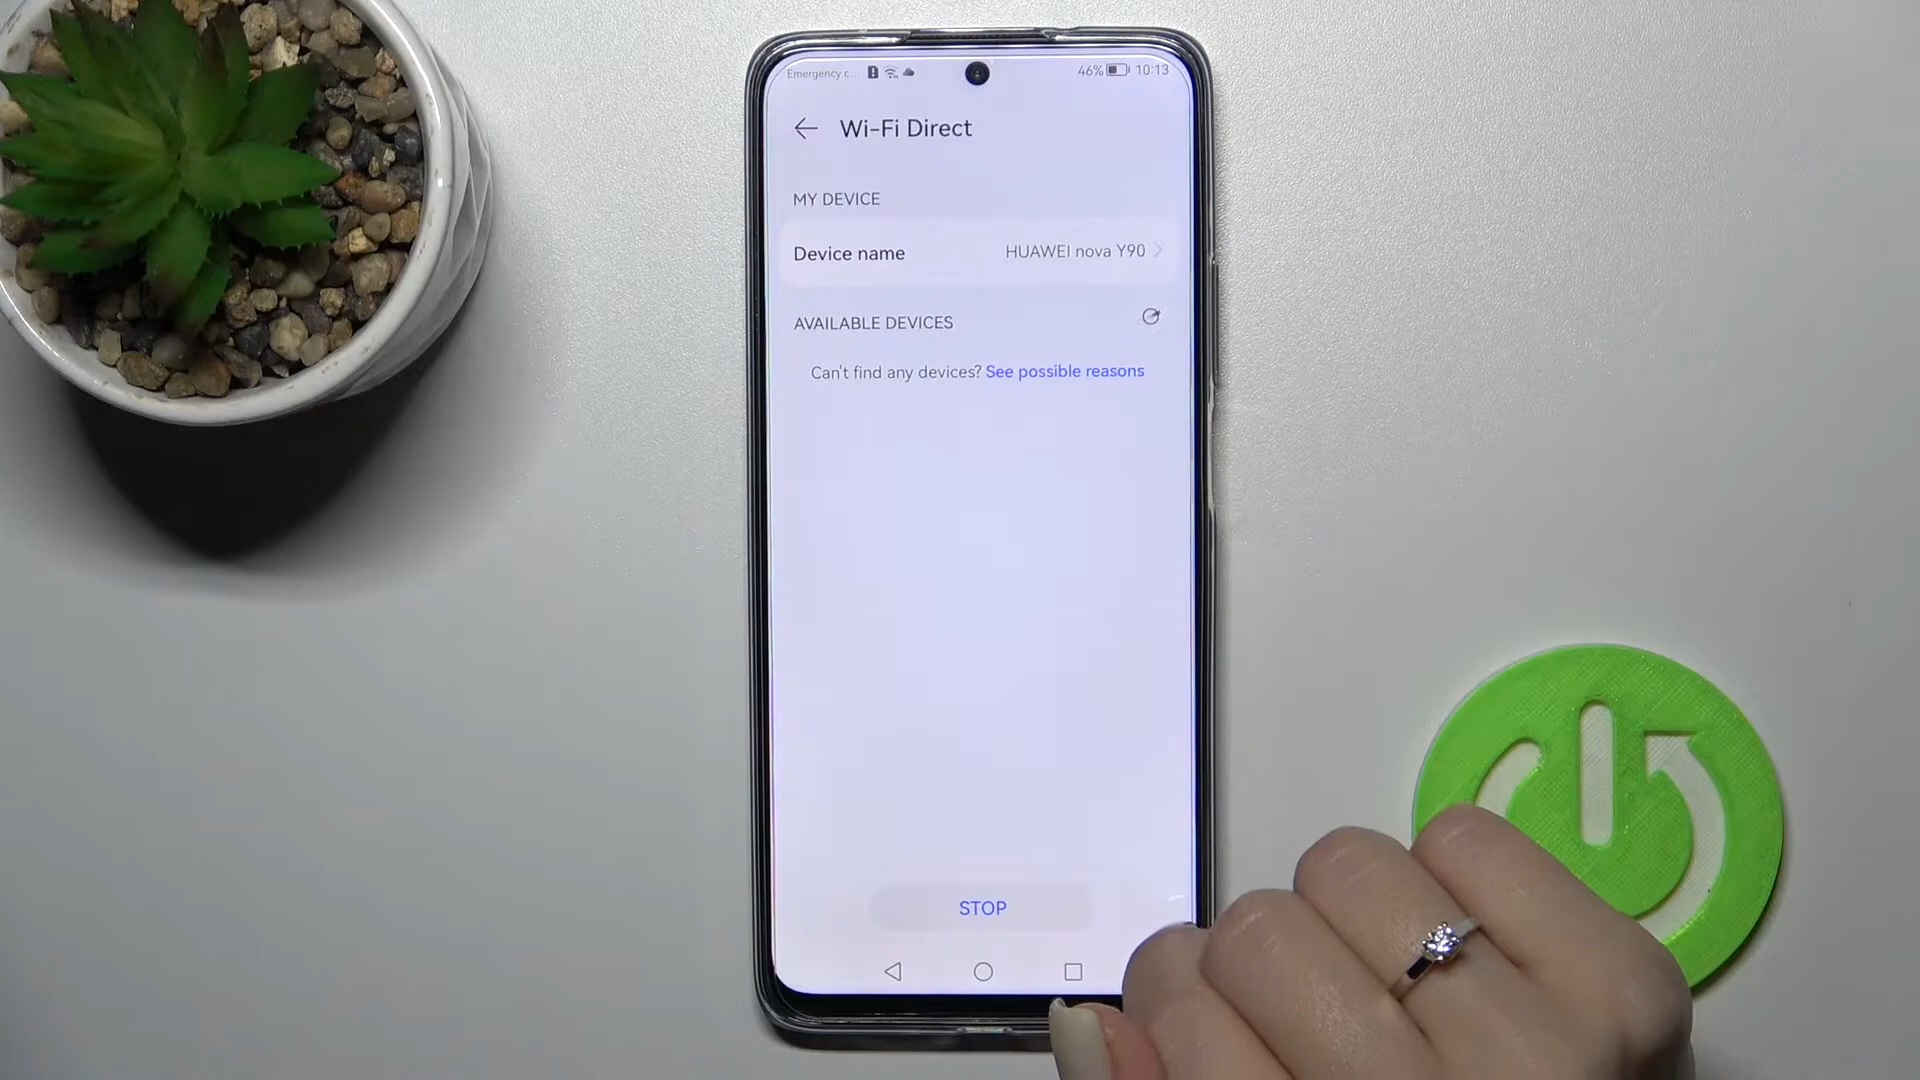 Emergency c... 46% 10:13
Wi-Fi Direct
MY DEVICE
Device name HUAWEI nova Y90
AVAILABLE DEVICES
Can't find any devices? See possible reasons
STOP